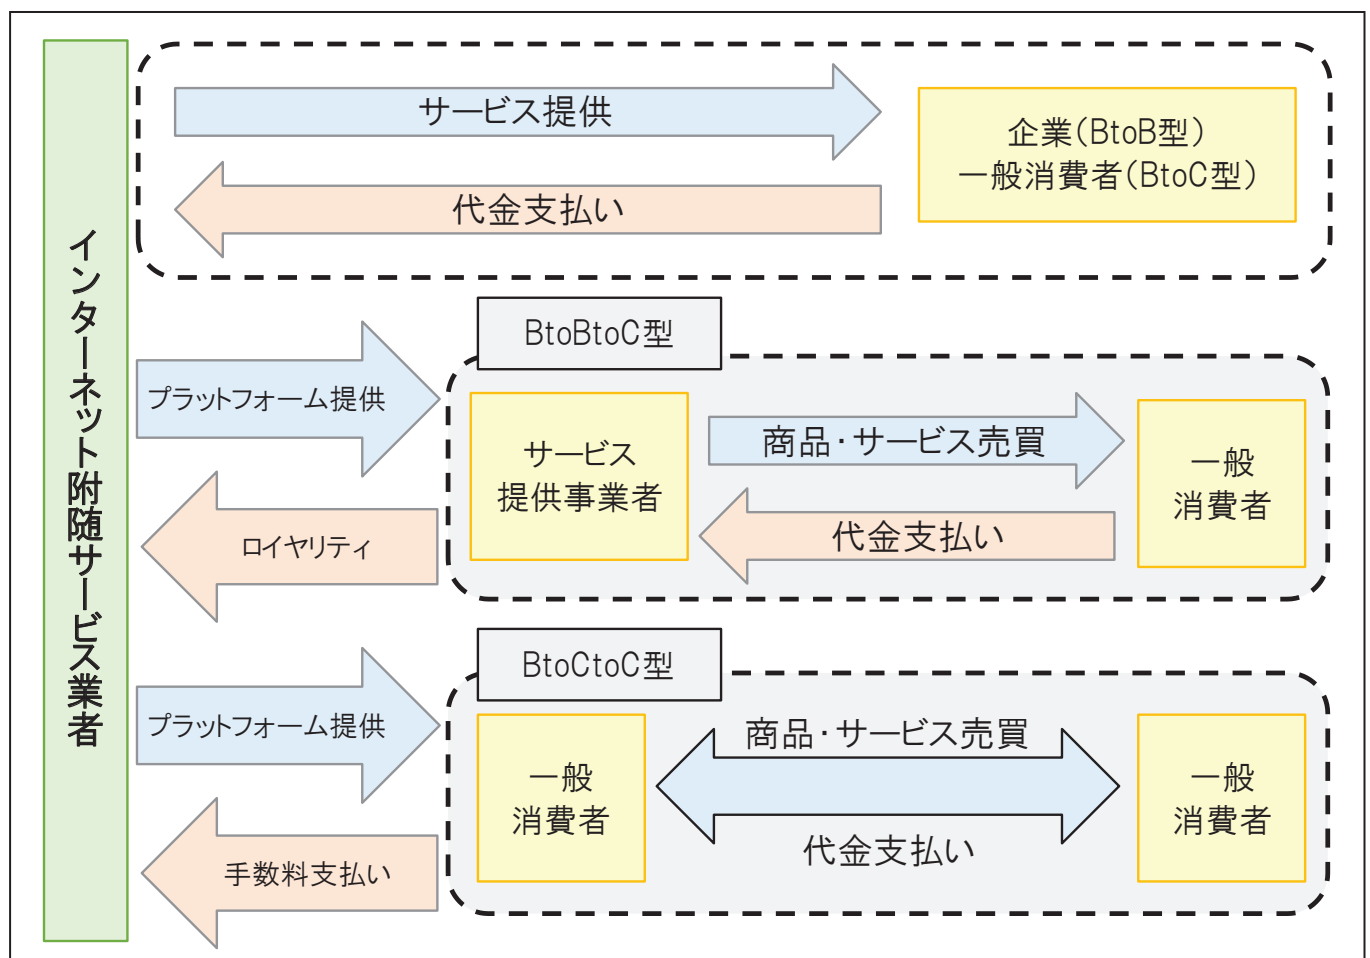 インターネット附随サービス業者
サービス提供
代金支払い
企業(BtoB型)
一般消費者(BtoC型)
BtoBtoC型
プラットフォーム提供
ロイヤリティ
サービス
提供事業者
商品・サービス売買
代金支払い
一般
消費者
BtoCtoC型
プラットフォーム提供
手数料支払い
一般
消費者
商品・サービス売買
代金支払い
一般
消費者